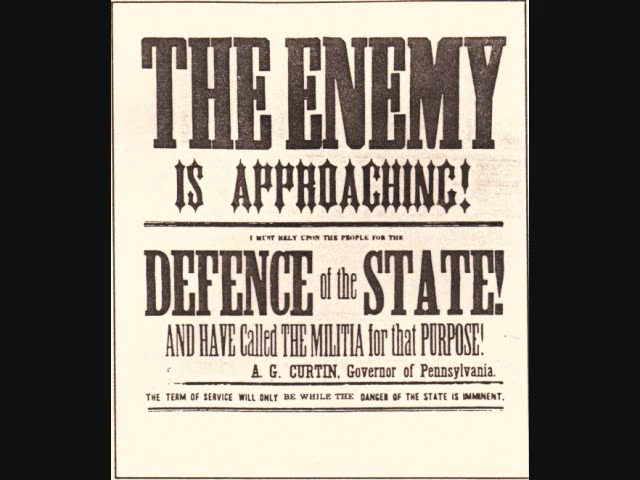 THE ENEMY
IS APPROACHING!
I MUST RELY UPON THE PEOPLE FOR THE
DEFENCE of the STATE!
AND HAVE Called THE MILITIA for that PURPOSE!
A. G. CURTIN, Governor of Pennsylvania.
THE TERM OF SERVICE WILL ONLY BE WHILE THE DANGER OF THE STATE IS IMMINENT.